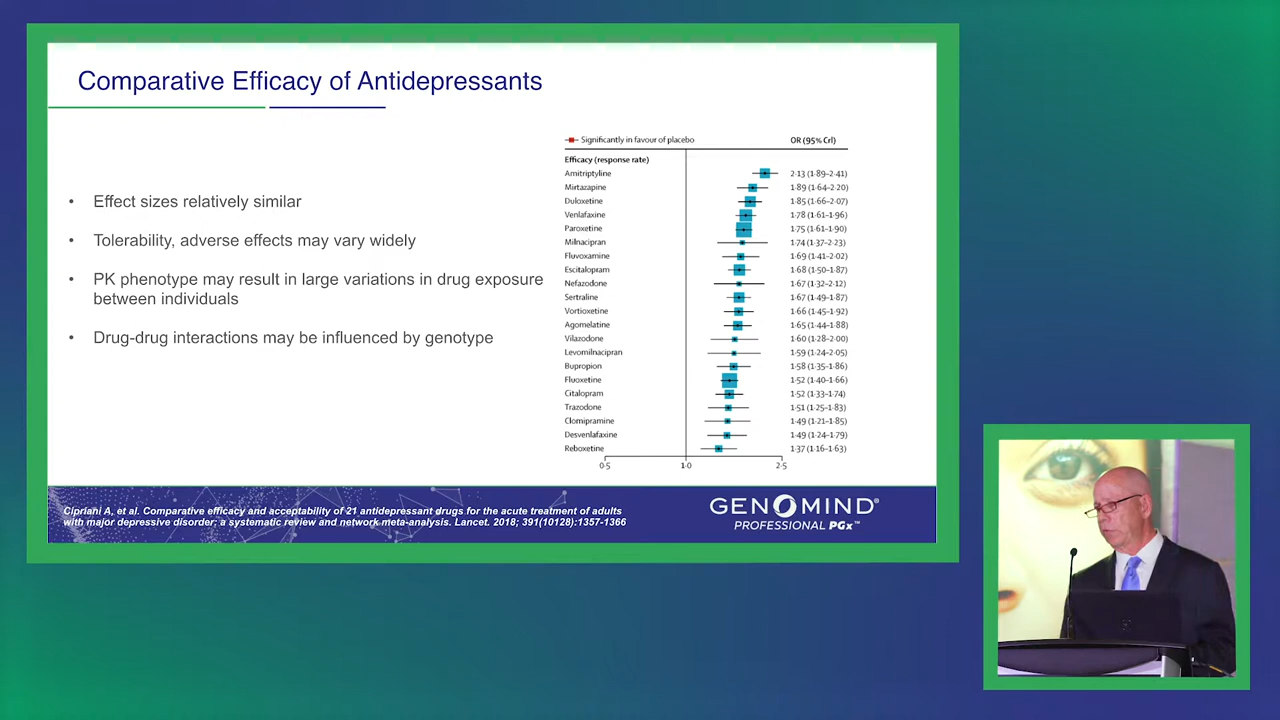 Comparative Efficacy of Antidepressants
• Effect sizes relatively similar
• Tolerability, adverse effects may vary widely
• PK phenotype may result in large variations in drug exposure
between individuals
• Drug-drug interactions may be influenced by genotype
Significantly in favour of placebo OR (95% CrI)
Efficacy (response rate)
Amitriptyline 2·13 (1·89–2·41)
Mirtazapine 1·89 (1·64–2·20)
Duloxetine 1·85 (1·66–2·07)
Venlafaxine 1·78 (1·61–1·96)
Paroxetine 1·75 (1·61–1·90)
Milnacipran 1·74 (1·37–2·23)
Fluvoxamine 1·69 (1·41–2·02)
Escitalopram 1·68 (1·50–1·87)
Nefazodone 1·67 (1·32–2·12)
Sertraline 1·67 (1·49–1·87)
Vortioxetine 1·66 (1·45–1·92)
Agomelatine 1·65 (1·44–1·88)
Vilazodone 1·60 (1·28–2·00)
Levomilnacipran 1·59 (1·24–2·05)
Bupropion 1·58 (1·35–1·86)
Fluoxetine 1·52 (1·40–1·66)
Citalopram 1·52 (1·33–1·74)
Trazodone 1·51 (1·25–1·83)
Clomipramine 1·49 (1·21–1·85)
Desvenlafaxine 1·49 (1·24–1·79)
Reboxetine 1·37 (1·16–1·63)
0·5 1·0 2·5
Cipriani A, et al. Comparative efficacy and acceptability of 21 antidepressant drugs for the acute treatment of adults
with major depressive disorder; a systematic review and network meta-analysis. Lancet. 2018; 391(10128):1357-1366
GENOMIND®
PROFESSIONAL PGx™